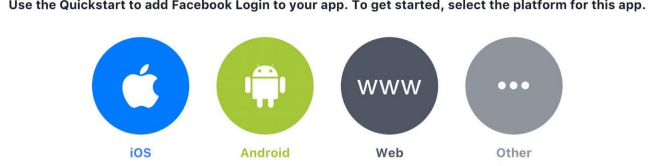 Use the Quickstart to add Facebook Login to your app. To get started, select the platform for this app.
www
iOS
Android
Web
Other